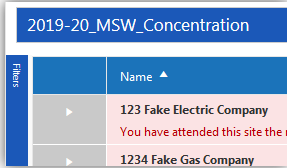 2019-20_MSW_Concentration
Filters
Name
123 Fake Electric Company
You have attended this site the
1234 Fake Gas Company